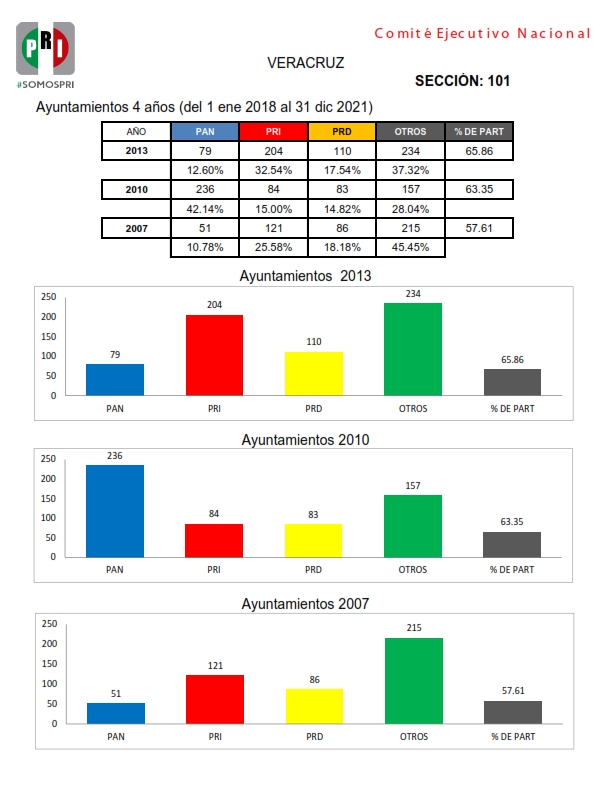 Comité Ejecutivo Nacional
PRI
#SOMOSPRI
VERACRUZ
SECCIÓN: 101
Ayuntamientos 4 años (del 1 ene 2018 al 31 dic 2021)
AÑO PAN PRI PRD OTROS % DE PART
2013 79 204 110 234 65.86
12.60% 32.54% 17.54% 37.32%
2010 236 84 83 157 63.35
42.14% 15.00% 14.82% 28.04%
2007 51 121 86 215 57.61
10.78% 25.58% 18.18% 45.45%
Ayuntamientos 2013
250
200
150
100
50
0
79 204 110 234 65.86
PAN PRI PRD OTROS % DE PART
Ayuntamientos 2010
250
200
150
100
50
0
236 84 83 157 63.35
PAN PRI PRD OTROS % DE PART
Ayuntamientos 2007
250
200
150
100
50
0
51 121 86 215 57.61
PAN PRI PRD OTROS % DE PART